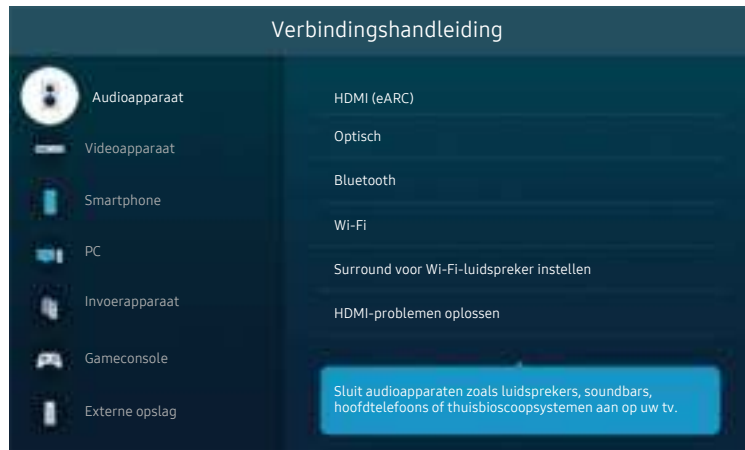 Verbindingshandleiding
Audioapparaat
Videoapparaat
Smartphone
PC
Invoerapparaat
Gameconsole
Externe opslag
HDMI (eARC)
Optisch
Bluetooth
Wi-Fi
Surround voor Wi-Fi-luidspreker instellen
HDMI-problemen oplossen
Sluit audioapparaten zoals luidsprekers, soundbars,
hoofdtelefoons of thuisbioscoopsystemen aan op uw tv.